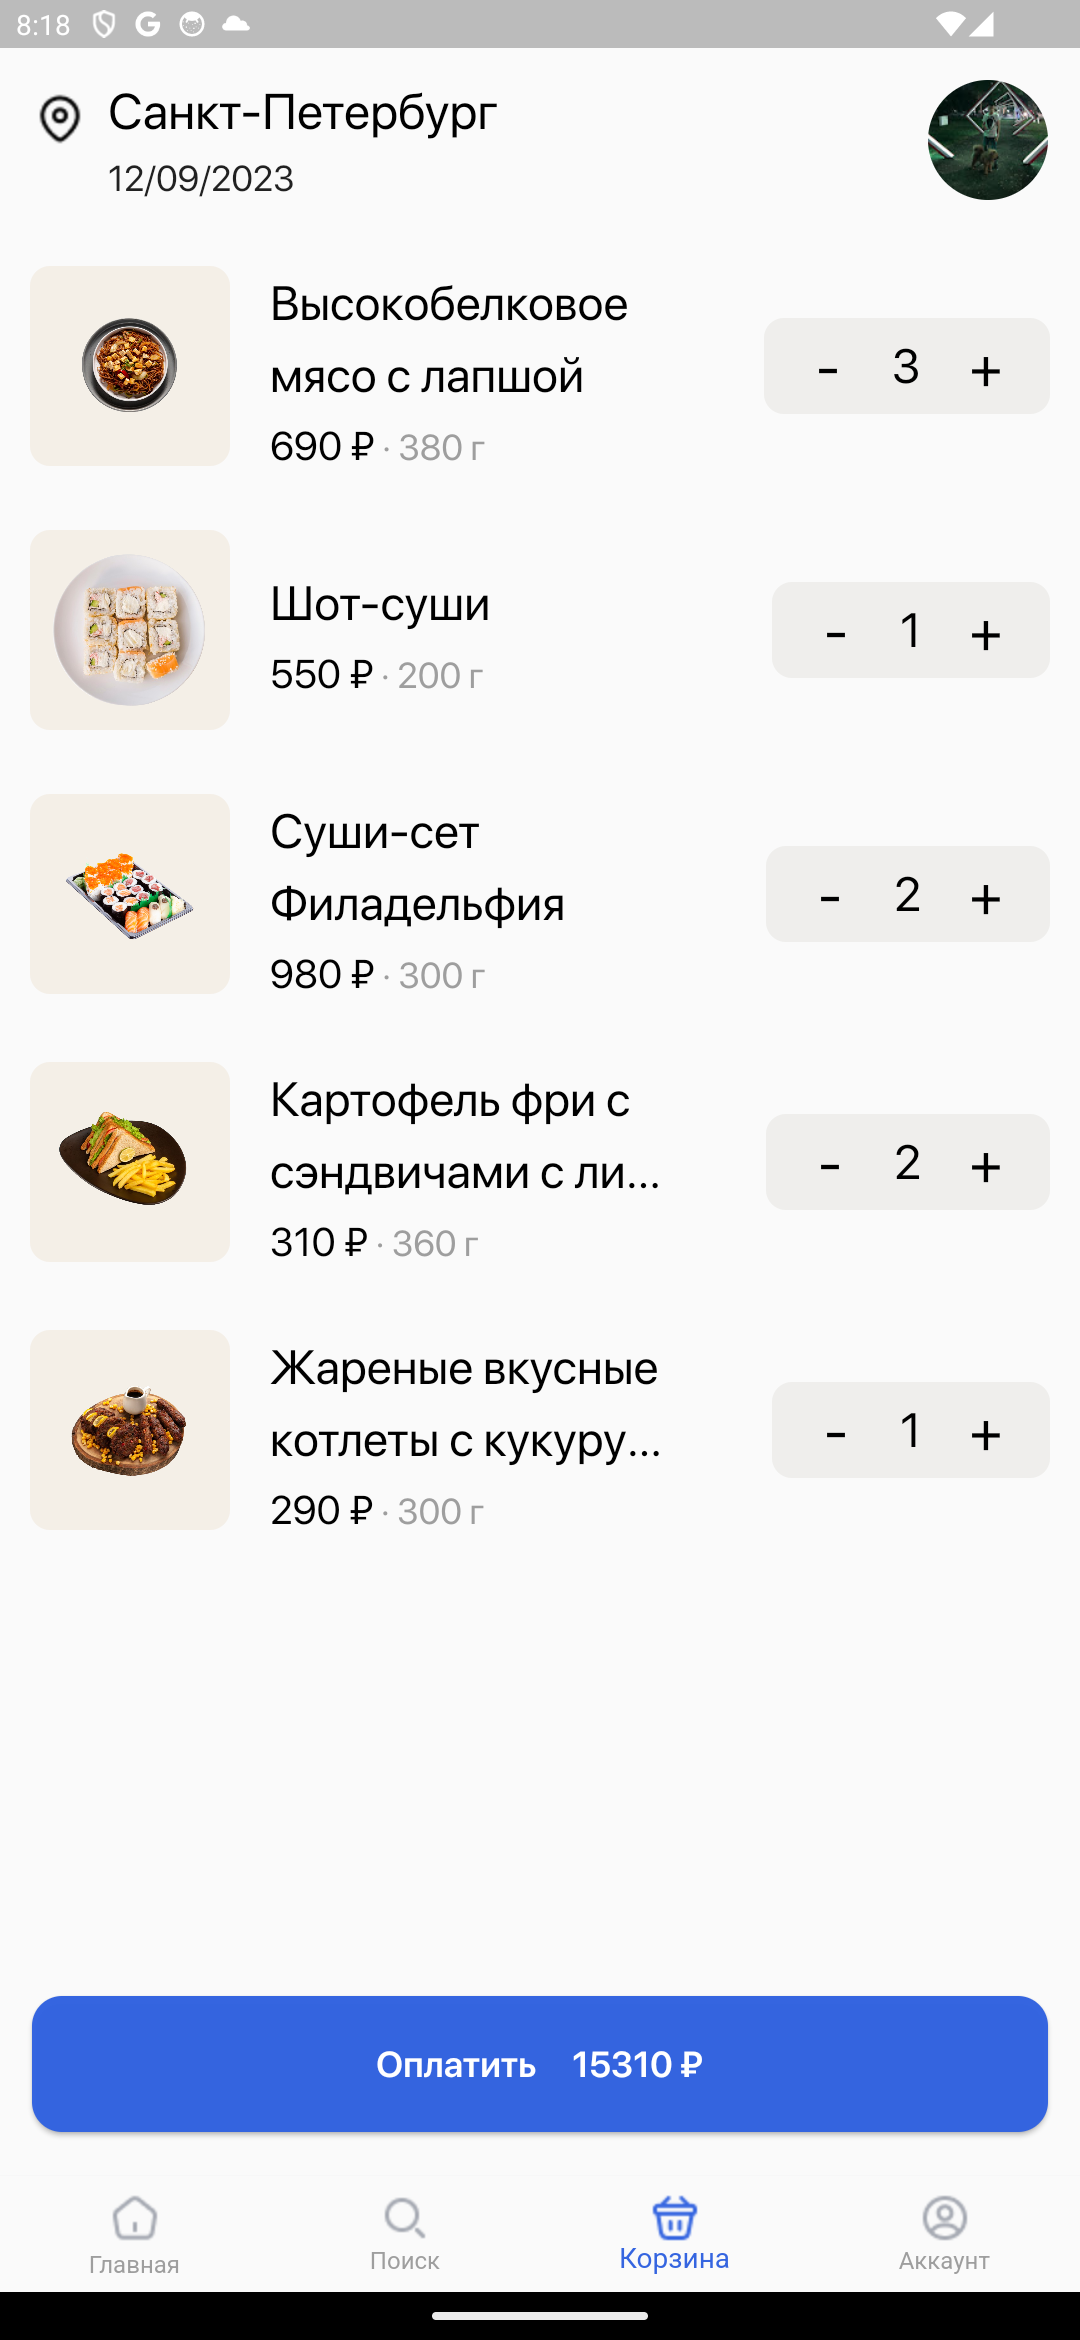 8:18
Санкт-Петербург
12/09/2023
Высокобелковое
мясо с лапшой
690 ₽ · 380 г
- 3 +
Шот-суши
550 ₽ · 200 г
- 1 +
Суши-сет
Филадельфия
980 ₽ · 300 г
- 2 +
Картофель фри с
сэндвичами с ли...
310 ₽ · 360 г
- 2 +
Жареные вкусные
котлеты с кукуру...
290 ₽ · 300 г
- 1 +
Оплатить 15310 ₽
Главная
Поиск
Корзина
Аккаунт